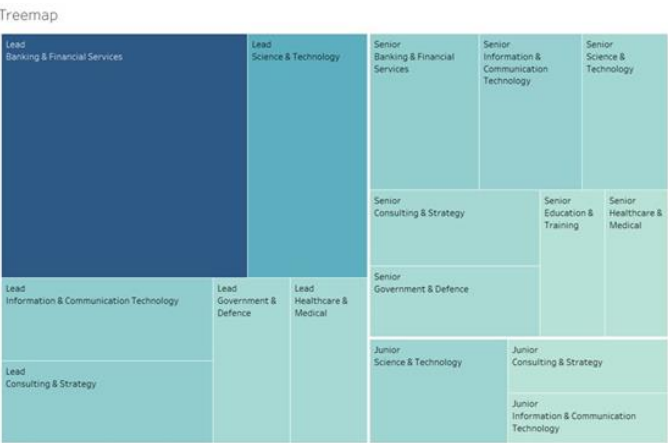 Treemap
Lead
Banking & Financial Services
Lead
Science & Technology
Lead
Information & Communication Technology
Lead
Consulting & Strategy
Lead
Government &
Defence
Lead
Healthcare &
Medical
Senior
Banking & Financial
Services
Senior
Information &
Communication
Technology
Senior
Science &
Technology
Senior
Consulting & Strategy
Senior
Government & Defence
Senior
Education &
Training
Senior
Healthcare &
Medical
Junior
Science & Technology
Junior
Consulting & Strategy
Junior
Information & Communication
Technology